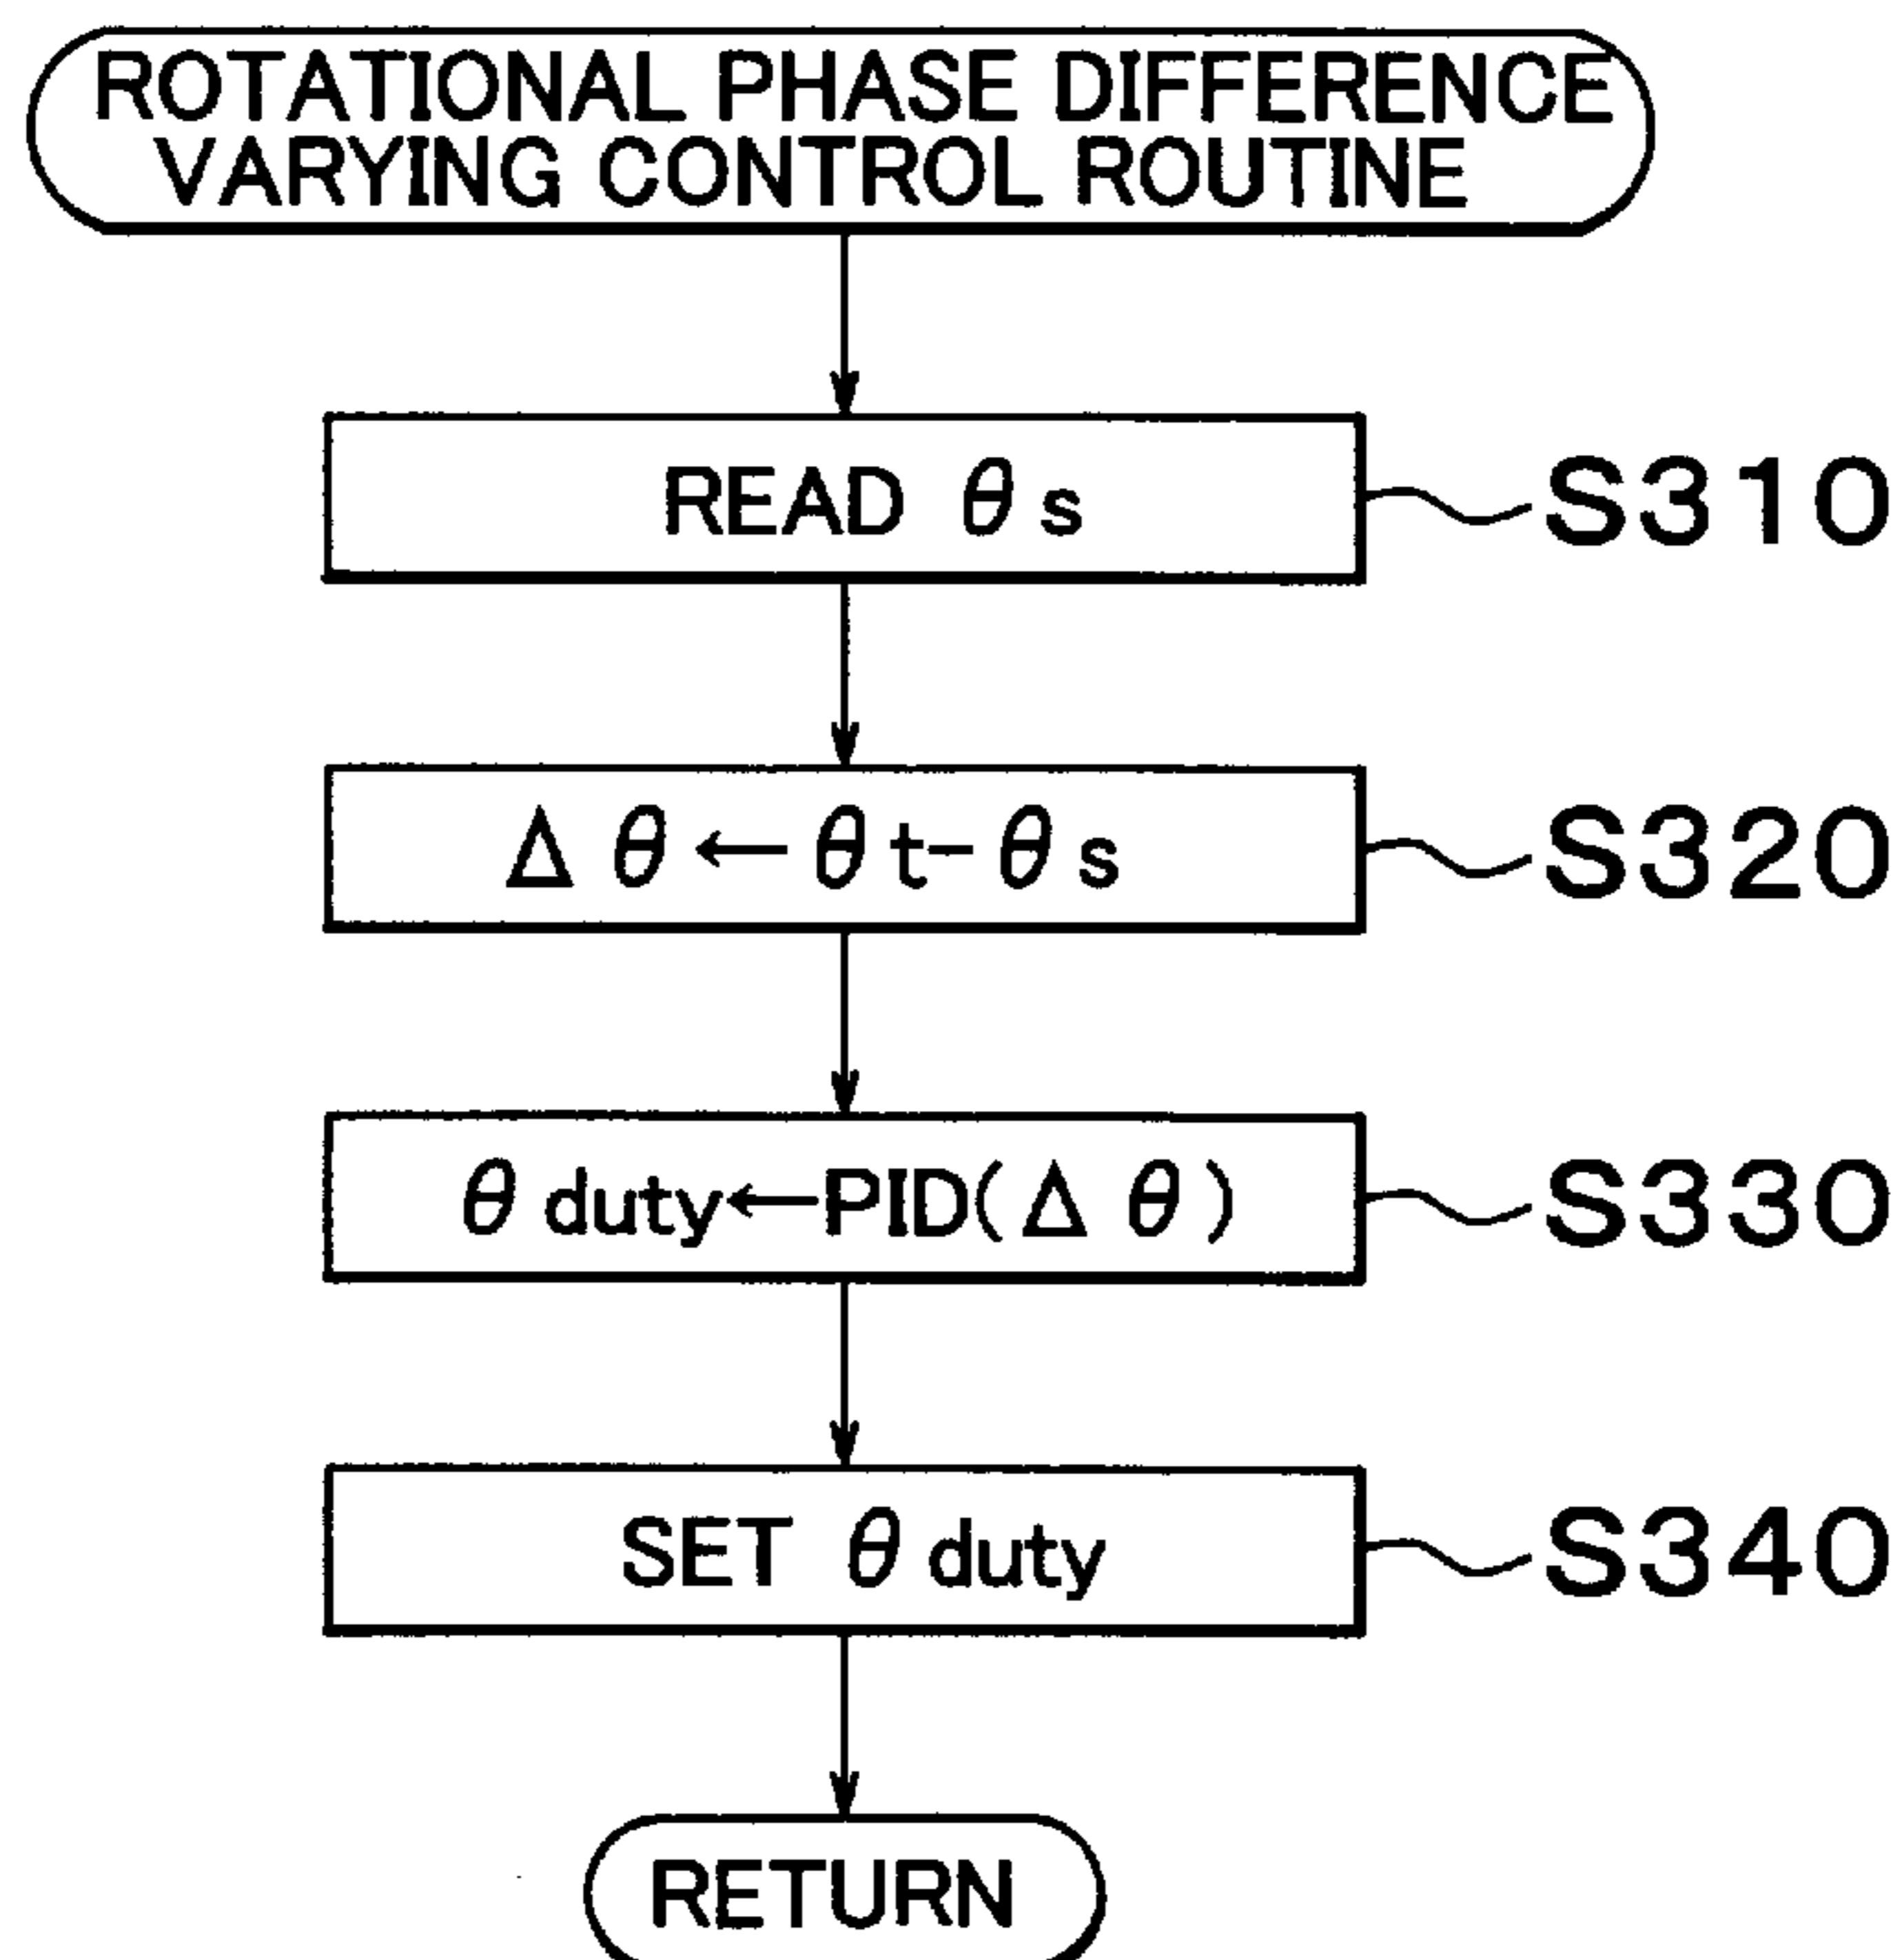 ROTATIONAL PHASE DIFFERENCE
VARYING CONTROL ROUTINE
READ θs
S310
Δθ←θt-θs
S320
θduty←PID(Δθ)
S330
SET θduty
S340
RETURN